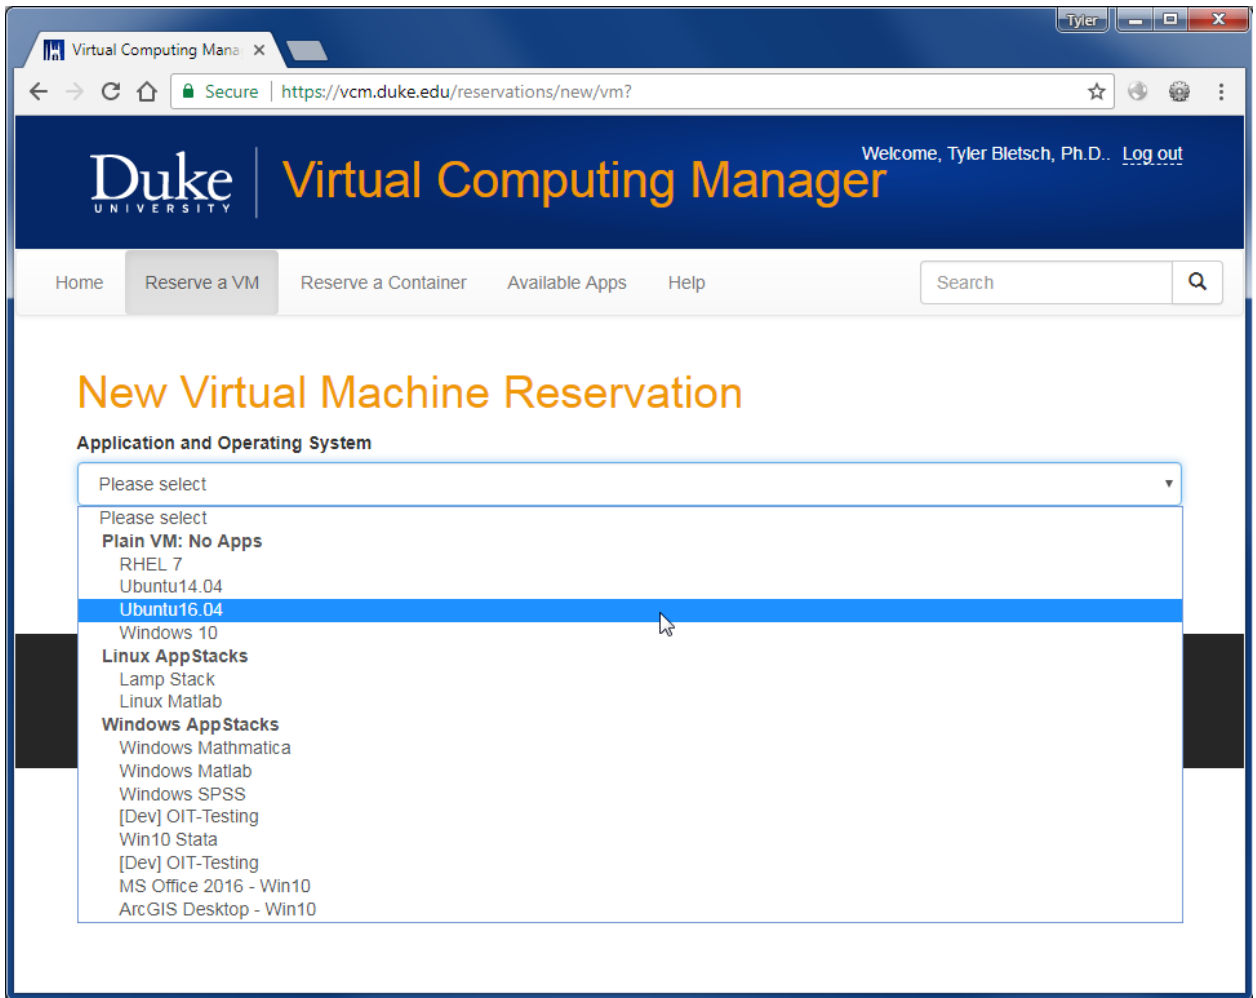 Tyler
Virtual Computing Mana
Secure | https://vcm.duke.edu/reservations/new/vm?
Duke
UNIVERSITY
Virtual Computing Manager
Welcome, Tyler Bletsch, Ph.D.. Log out
Home Reserve a VM Reserve a Container Available Apps Help Search
New Virtual Machine Reservation
Application and Operating System
Please select
Please select
Plain VM: No Apps
RHEL 7
Ubuntu14.04
Ubuntu16.04
Windows 10
Linux AppStacks
Lamp Stack
Linux Matlab
Windows AppStacks
Windows Mathmatica
Windows Matlab
Windows SPSS
[Dev] OIT-Testing
Win10 Stata
[Dev] OIT-Testing
MS Office 2016 - Win10
ArcGIS Desktop - Win10